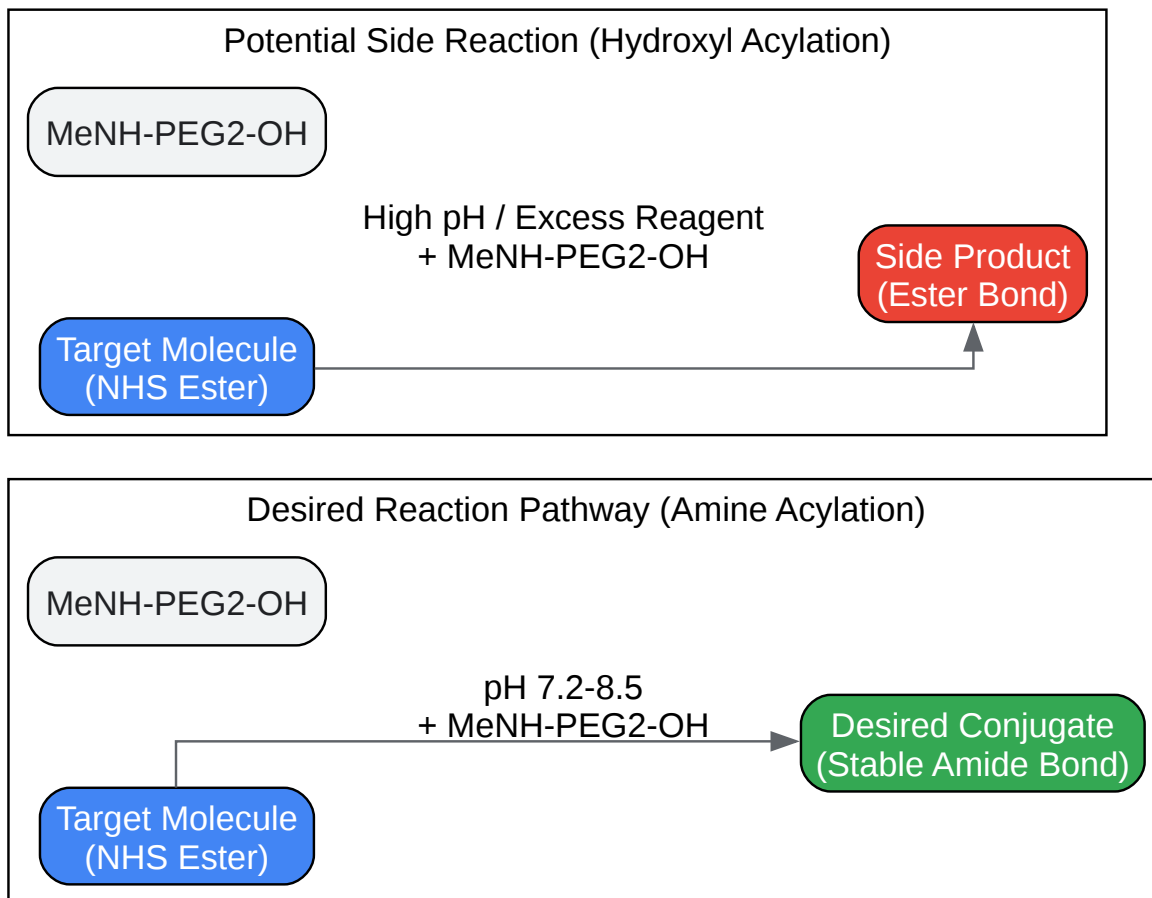 Potential Side Reaction (Hydroxyl Acylation)
MeNH-PEG2-OH
High pH / Excess Reagent
+ MeNH-PEG2-OH
Side Product
(Ester Bond)
Target Molecule
(NHS Ester)
Desired Reaction Pathway (Amine Acylation)
MeNH-PEG2-OH
pH 7.2-8.5
+ MeNH-PEG2-OH
Desired Conjugate
(Stable Amide Bond)
Target Molecule
(NHS Ester)